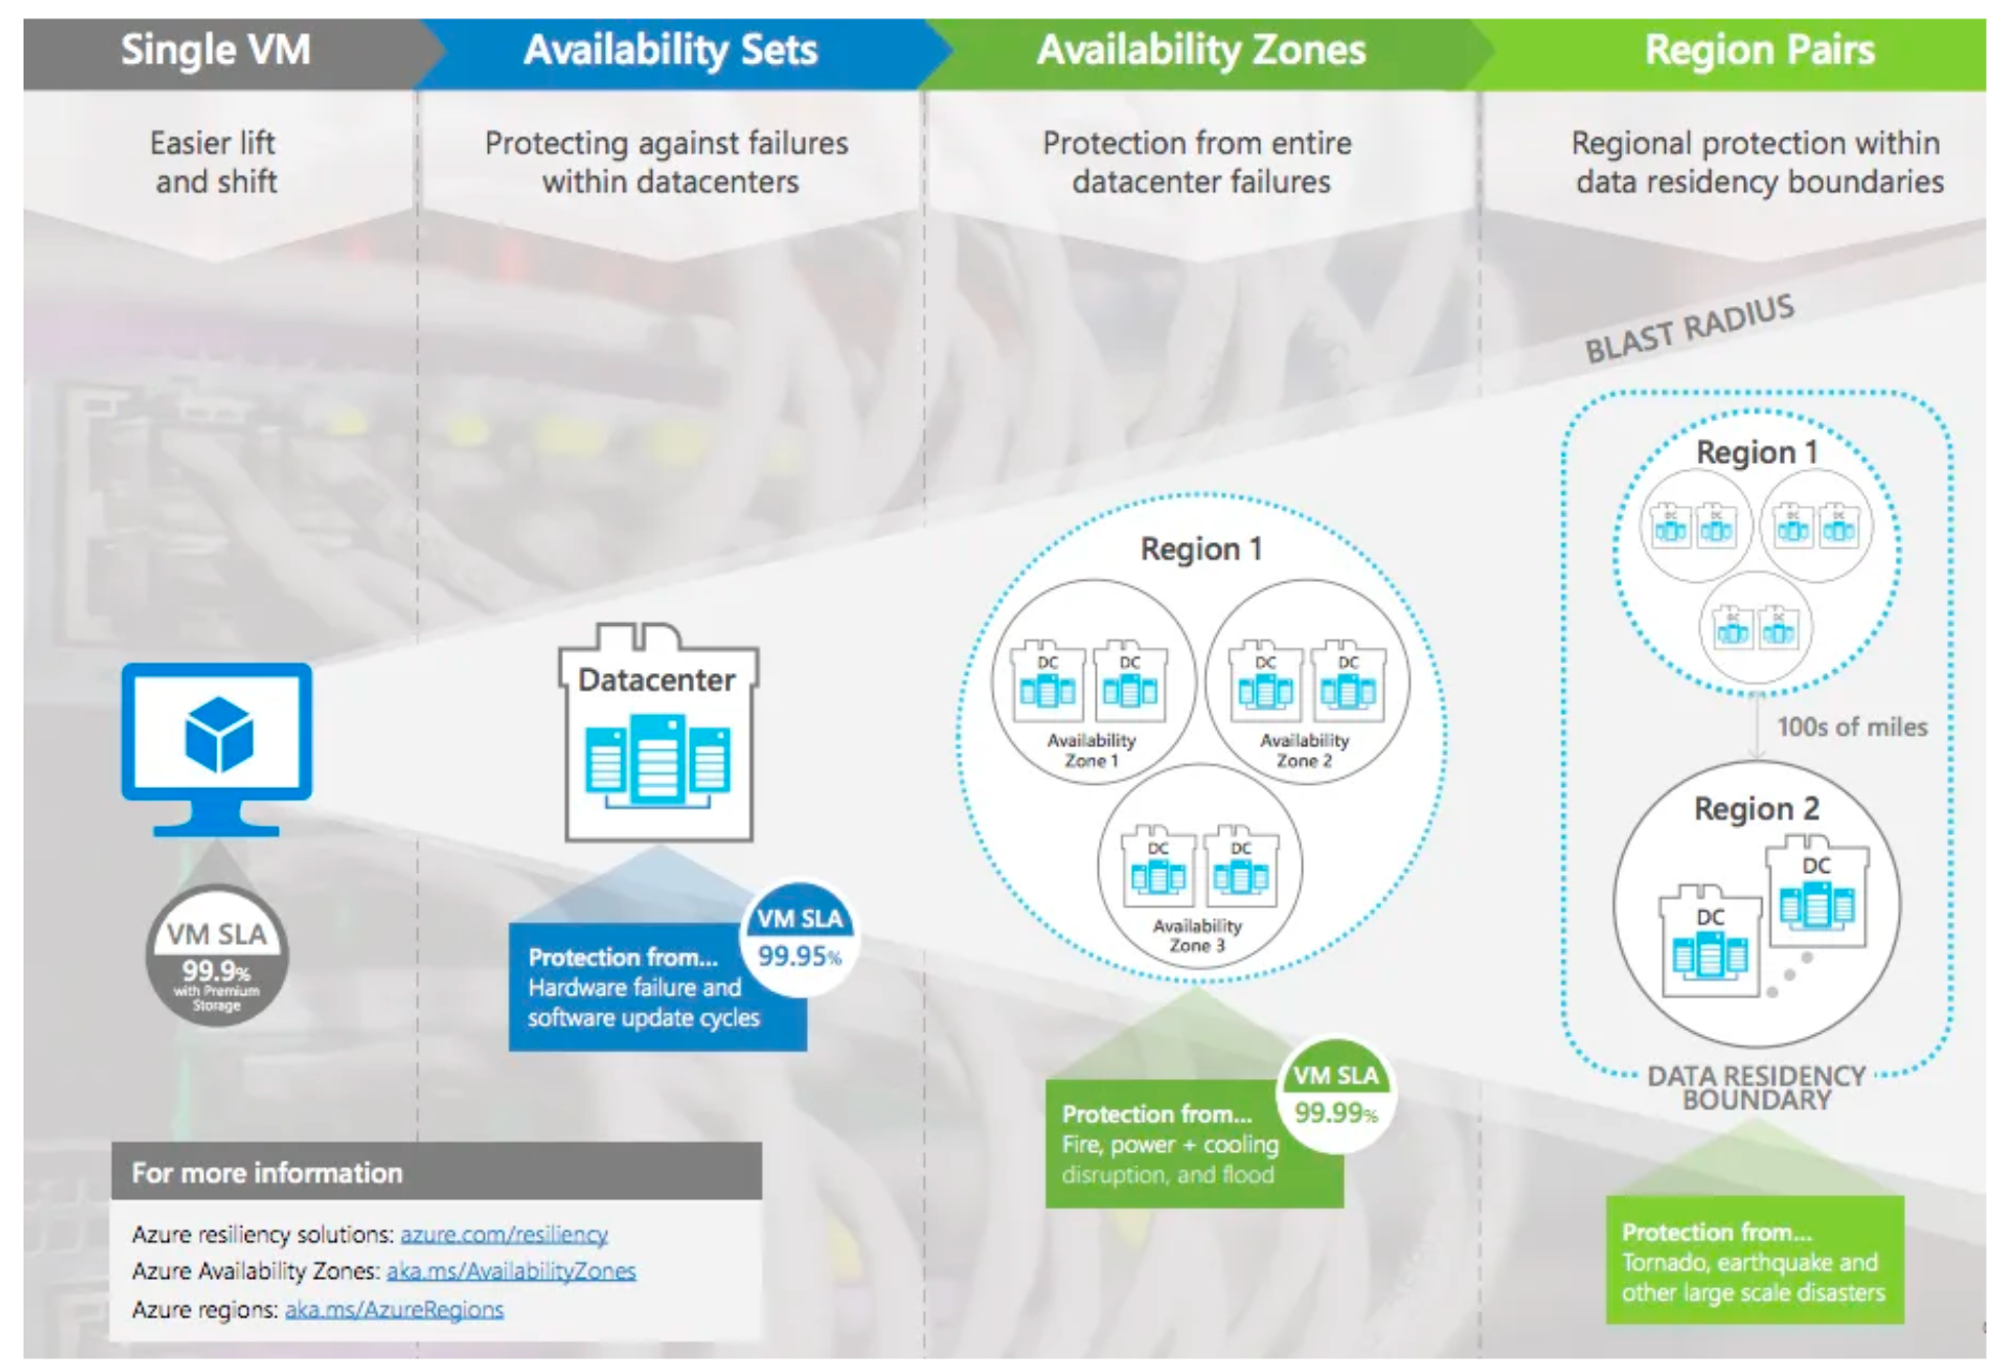 Single VM
Availability Sets
Availability Zones
Region Pairs
Easier lift
and shift
Protecting against failures
within datacenters
Protection from entire
datacenter failures
Regional protection within
data residency boundaries
BLAST RADIUS
Datacenter
VM SLA
99.9%
with Premium
Storage
VM SLA
99.95%
Protection from...
Hardware failure and
software update cycles
Region 1
DC
DC
Availability
Zone 1
DC
DC
Availability
Zone 2
DC
DC
Availability
Zone 3
VM SLA
99.99%
Protection from...
Fire, power + cooling
disruption, and flood
Region 1
DC
DC
DC
DC
DC
DC
100s of miles
Region 2
DC
DC
DATA RESIDENCY
BOUNDARY
Protection from...
Tornado, earthquake and
other large scale disasters
For more information
Azure resiliency solutions: azure.com/resiliency
Azure Availability Zones: aka.ms/AvailabilityZones
Azure regions: aka.ms/AzureRegions